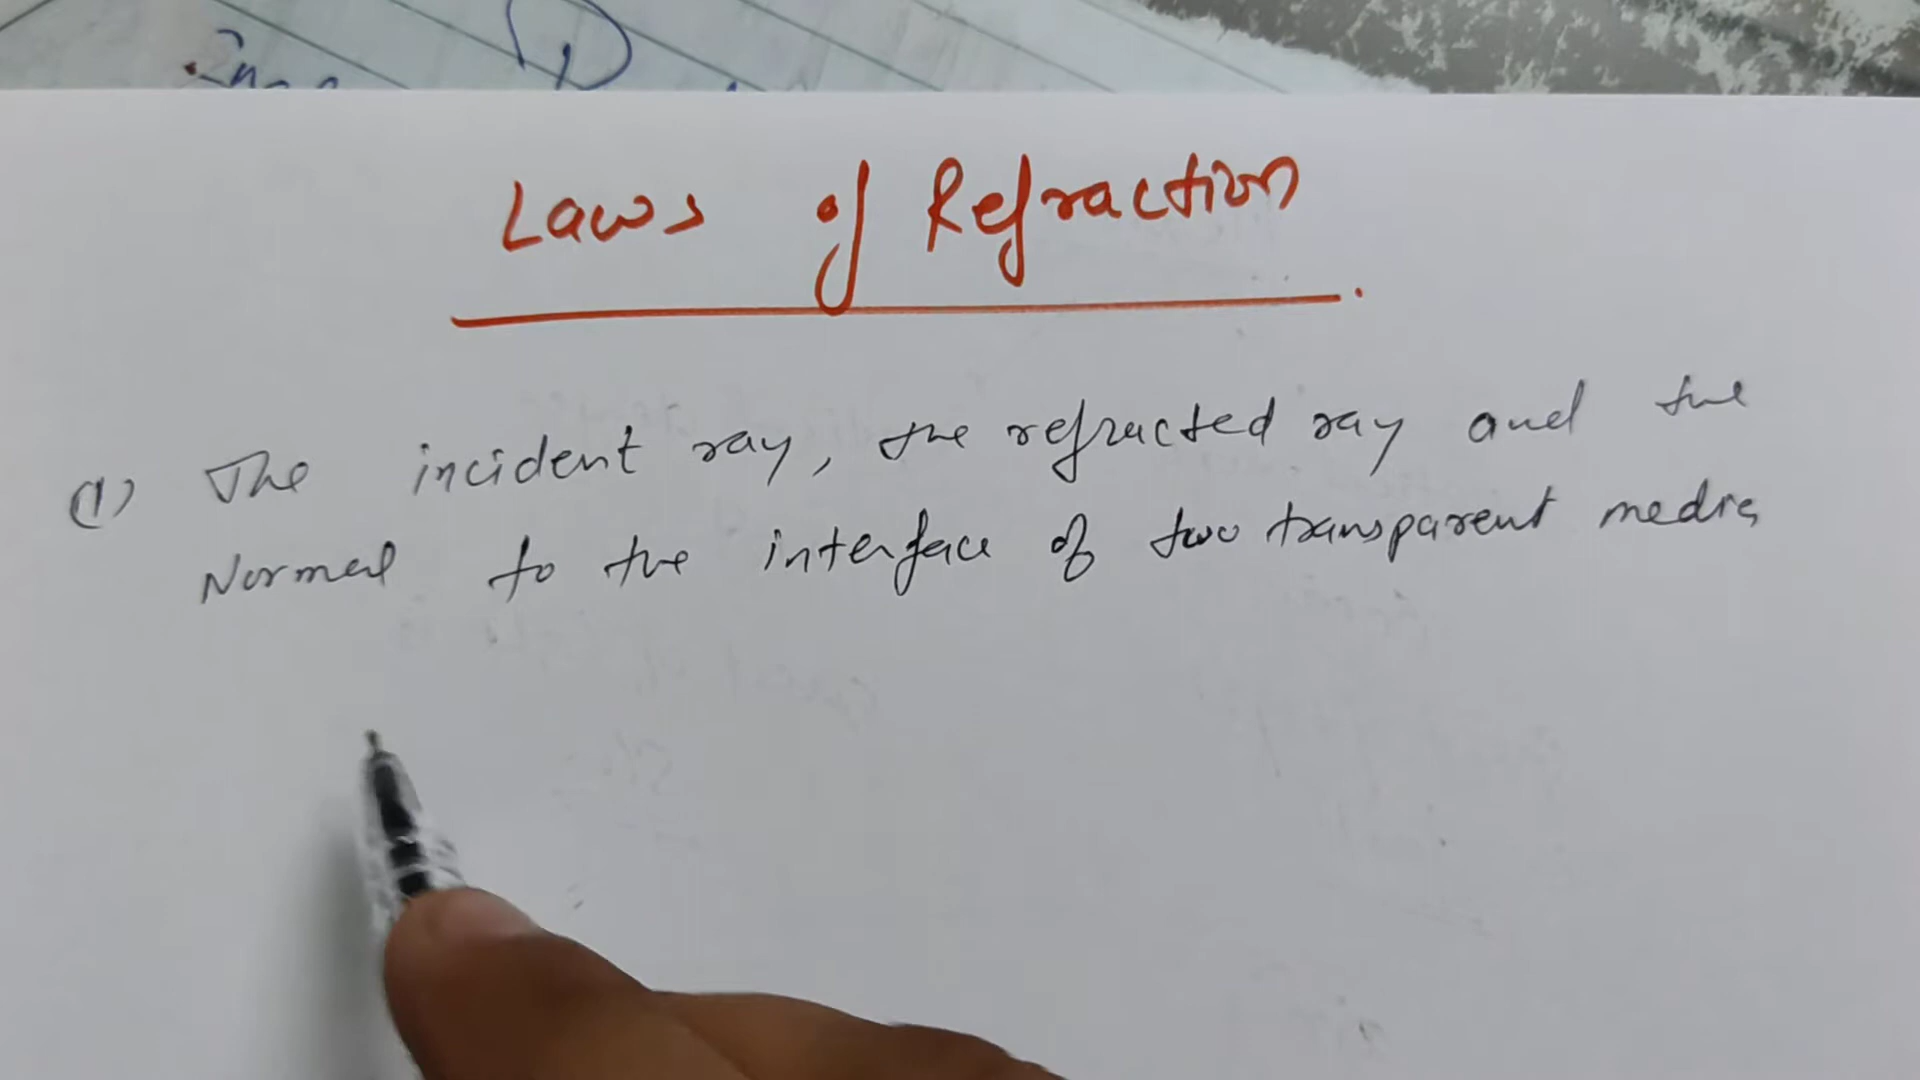 Laws of Refraction.
(1) The incident ray, the refracted ray and the
Normal to the interface of two transparent media